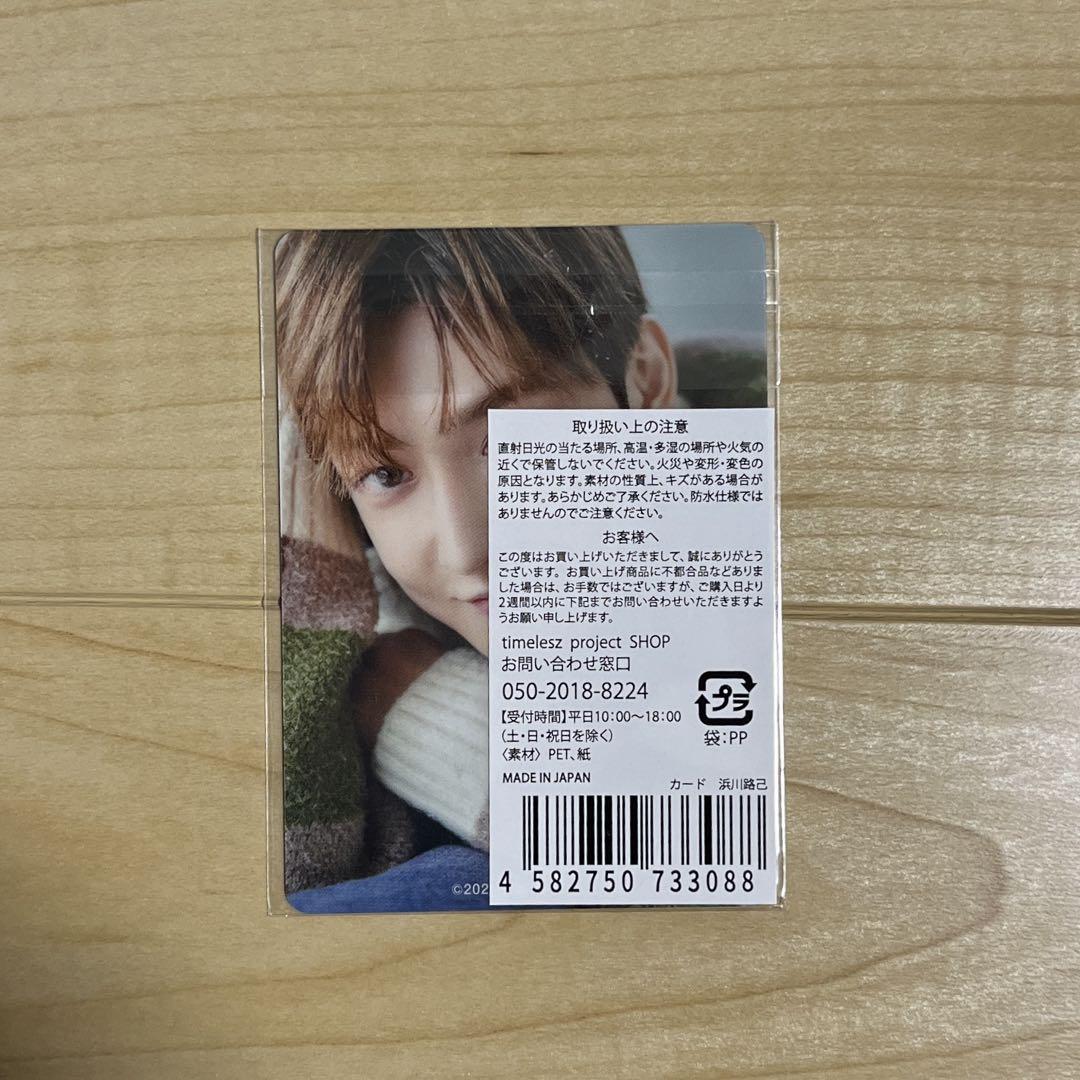 取り扱い上の注意
直射日光の当たる場所、高温・多湿の場所や火気の
近くで保管しないでください。火災や変形・変色の
原因となります。素材の性質上、キズがある場合が
あります。あらかじめご了承ください。防水仕様では
ありませんのでご注意ください。
お客様へ
この度はお買い上げいただきまして、誠にありがとう
ございます。お買い上げ商品に不都合品などありま
した場合は、お手数ではございますが、ご購入日より
2週間以内に下記までお問い合わせいただきますよ
うお願い申し上げます。
timelesz project SHOP
お問い合わせ窓口
050-2018-8224
【受付時間】平日10：00～18：00
（土・日・祝日を除く）
〈素材〉 PET、紙
プラ
袋：PP
MADE IN JAPAN
カード 浜川路己
4 582750 733088
©202